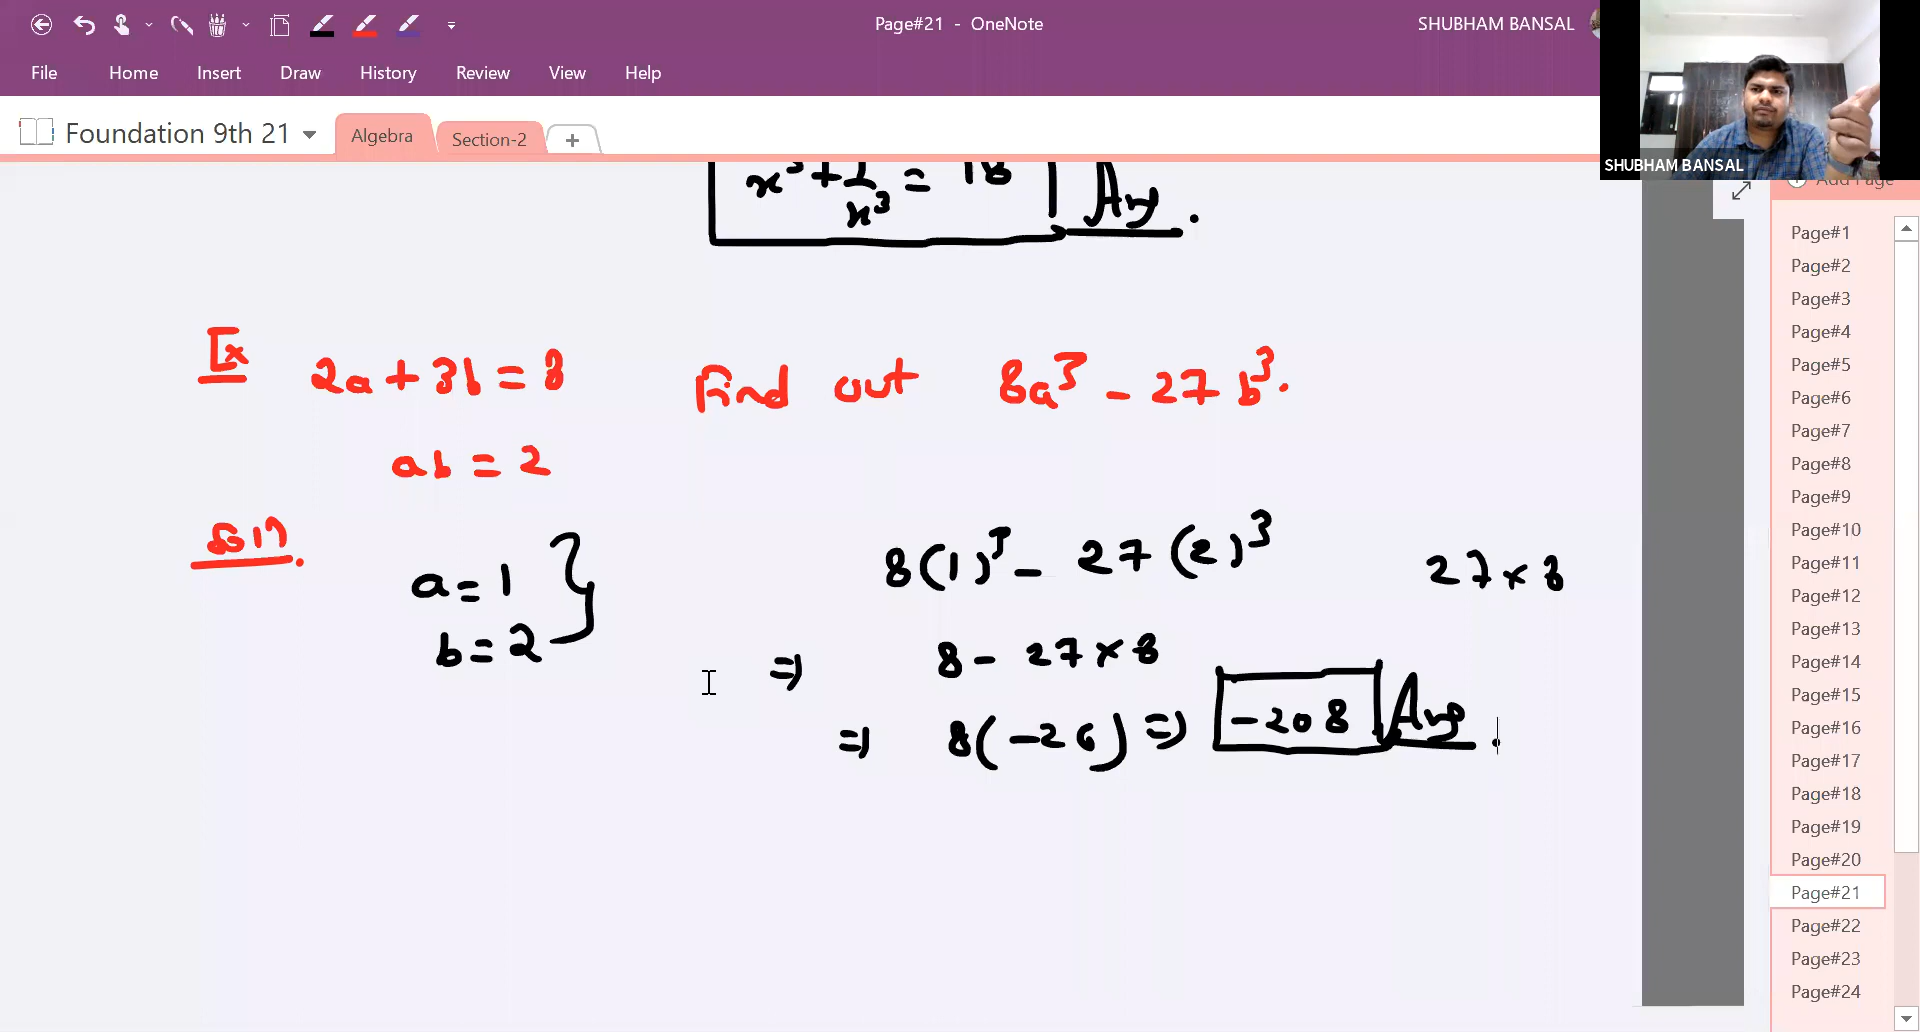 Page#21 - OneNote
SHUBHAM BANSAL
File Home Insert Draw History Review View Help
SHUBHAM BANSAL
Foundation 9th 21
Algebra
Section-2
+
Add Page
x³ + 1/x³ = 18 Ans.
Ex 2a + 3b = 8 Find out 8a³ - 27b³.
ab = 2
Soln.
a = 1
b = 2
8(1)³ - 27(2)³
27 × 8
⇒ 8 - 27 × 8
⇒ 8(-26) ⇒ -208 Ans.
Page#1
Page#2
Page#3
Page#4
Page#5
Page#6
Page#7
Page#8
Page#9
Page#10
Page#11
Page#12
Page#13
Page#14
Page#15
Page#16
Page#17
Page#18
Page#19
Page#20
Page#21
Page#22
Page#23
Page#24